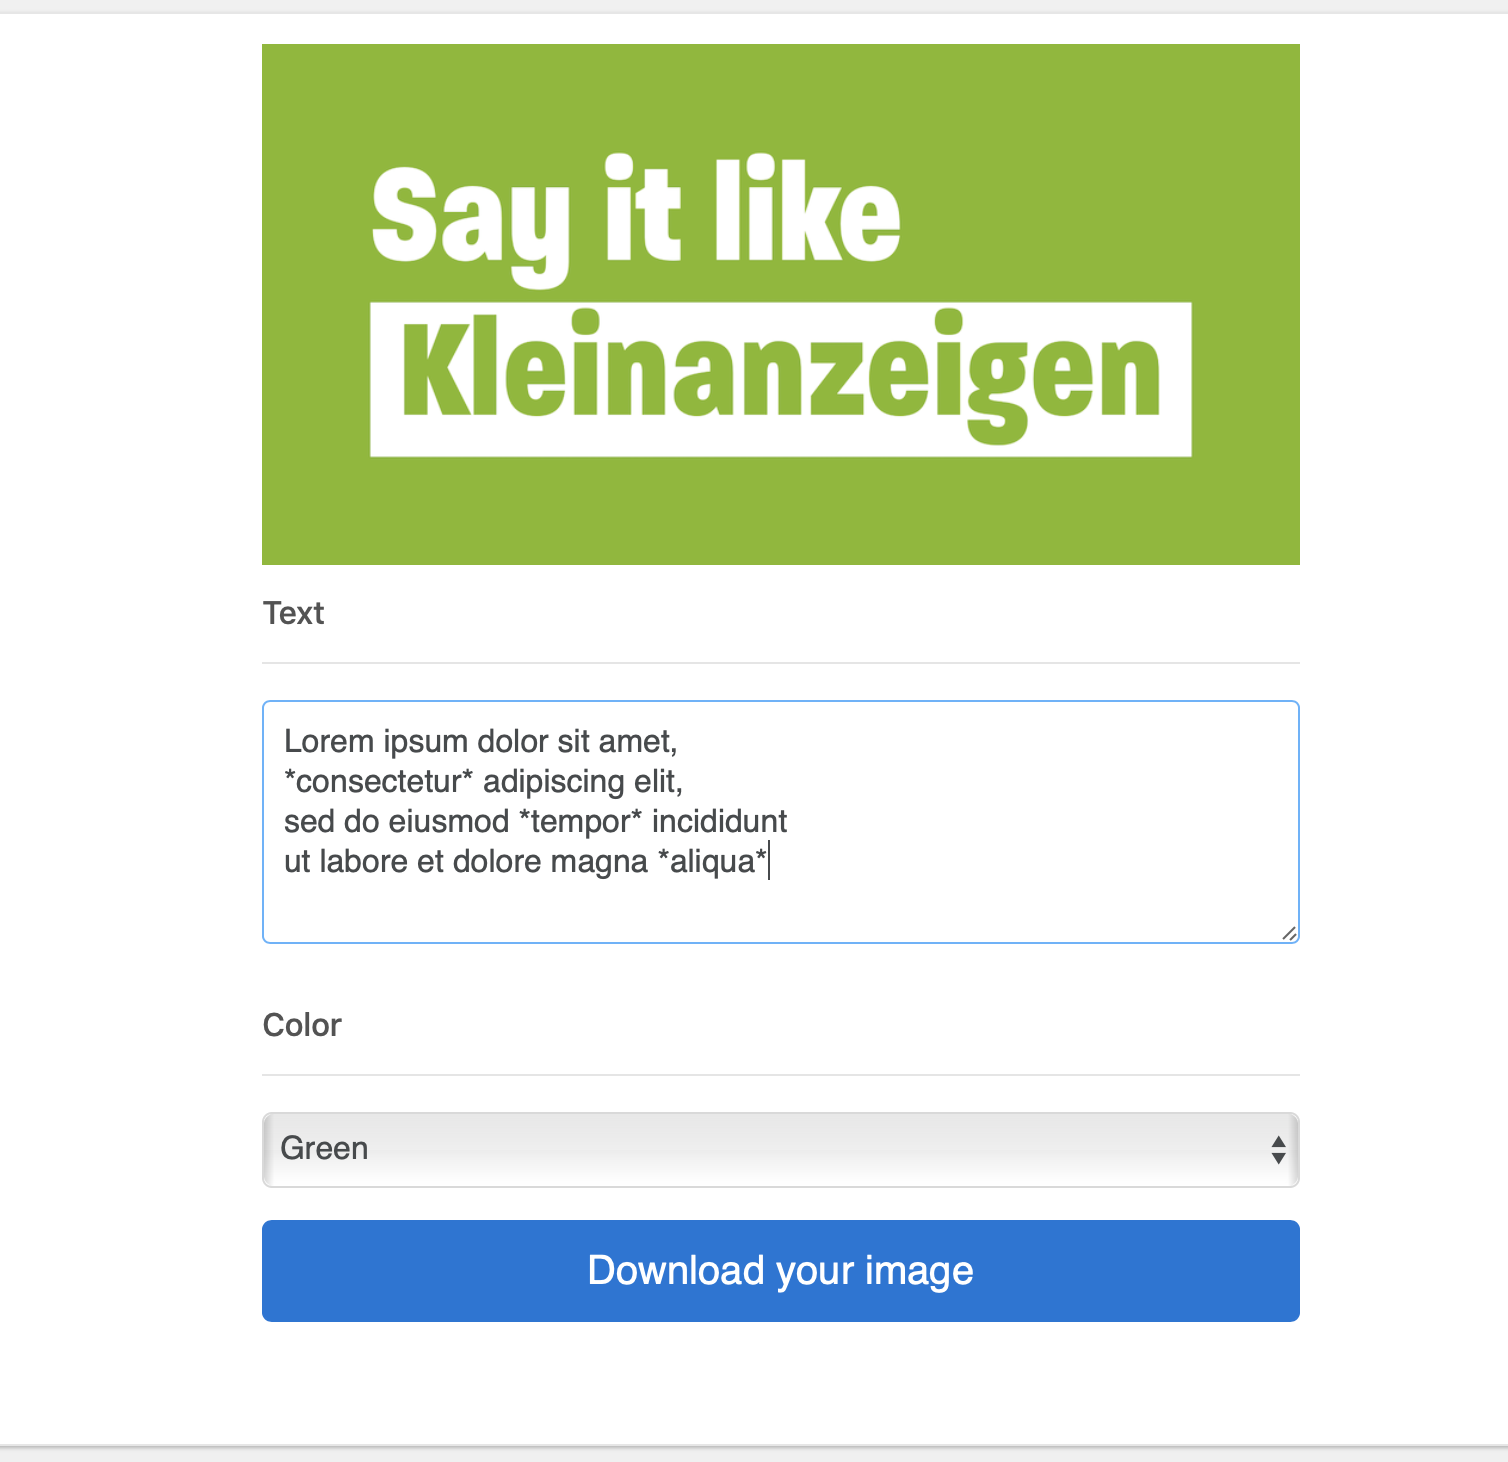 Say it like
Kleinanzeigen
Text
Lorem ipsum dolor sit amet,
*consectetur* adipiscing elit,
sed do eiusmod *tempor* incididunt
ut labore et dolore magna *aliqua*
Color
Green
Download your image